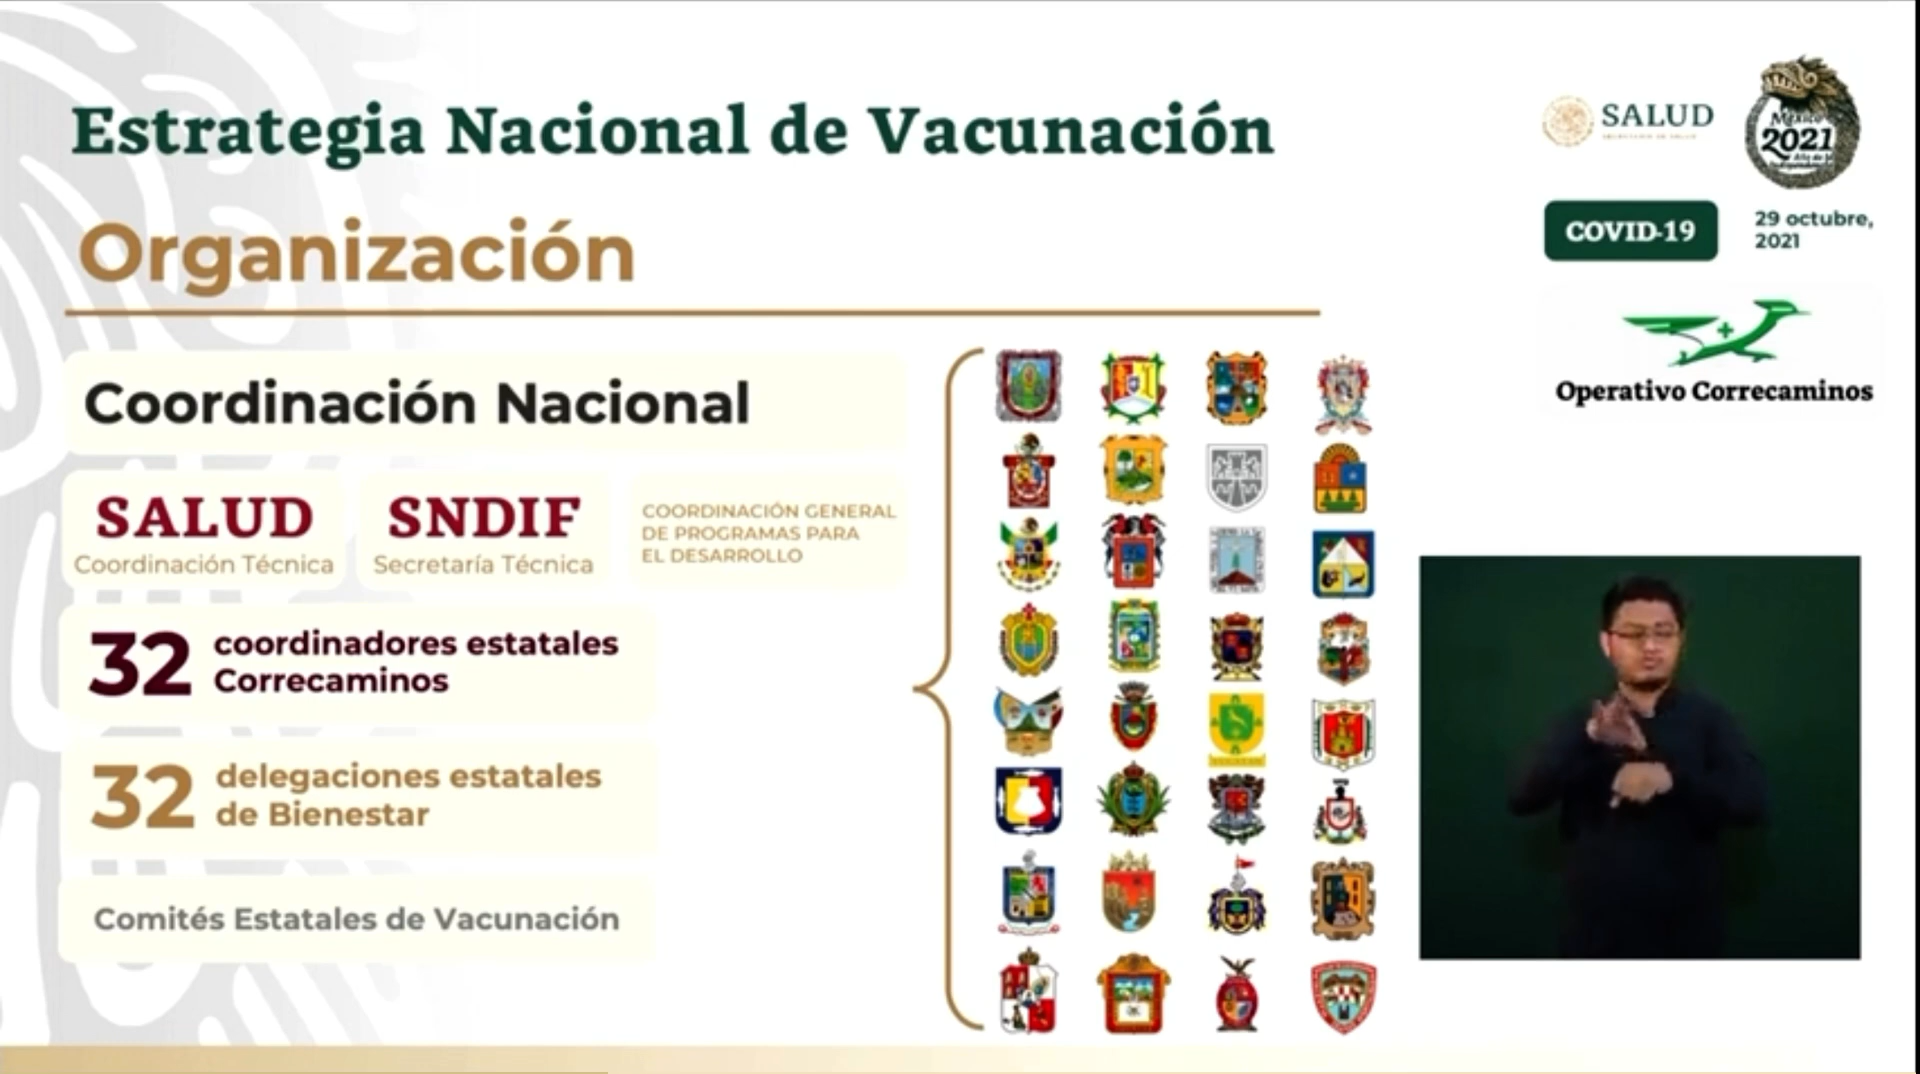 Estrategia Nacional de Vacunación
SALUD
México
2021
Organización
COVID-19
29 octubre,
2021
Operativo Correcaminos
Coordinación Nacional
SALUD
Coordinación Técnica
SNDIF
Secretaría Técnica
COORDINACIÓN GENERAL
DE PROGRAMAS PARA
EL DESARROLLO
32 coordinadores estatales
Correcaminos
32 delegaciones estatales
de Bienestar
Comités Estatales de Vacunación